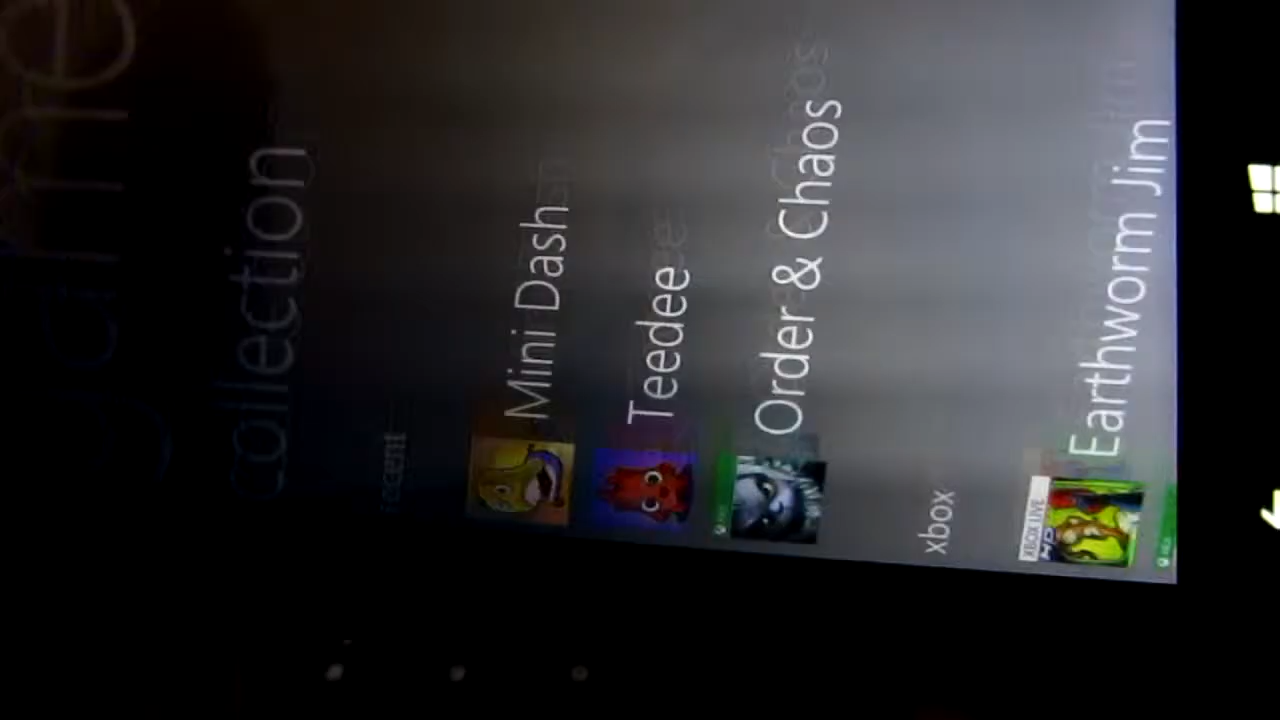 games
collection
recent
Mini Dash
Teedee
Order & Chaos
xbox
XBOX LIVE
HD
Earthworm Jim